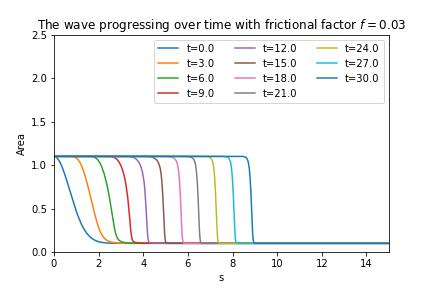 The wave progressing over time with frictional factor f = 0.03
2.5
2.0
1.5
1.0
0.5
0.0
Area
t=0.0 t=12.0 t=24.0
t=3.0 t=15.0 t=27.0
t=6.0 t=18.0 t=30.0
t=9.0 t=21.0
0 2 4 6 8 10 12 14
s